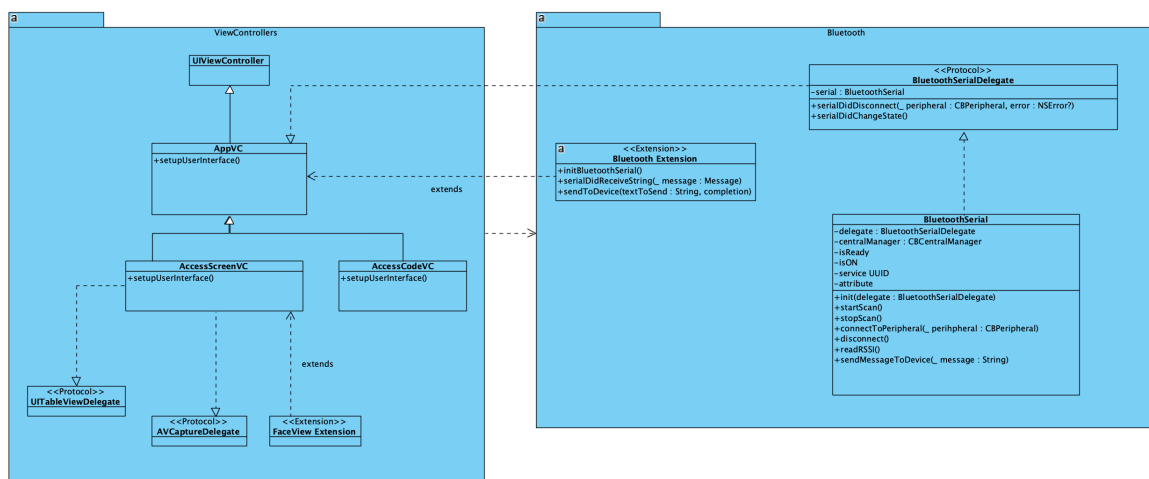 a
ViewControllers
UIViewController
AppVC
+setupUserInterface()
extends
AccessScreenVC
+setupUserInterface()
AccessCodeVC
+setupUserInterface()
extends
<<Protocol>>
UITableViewDelegate
<<Protocol>>
AVCaptureDelegate
<<Extension>>
FaceView Extension
a
Bluetooth
<<Protocol>>
BluetoothSerialDelegate
-serial : BluetoothSerial
+serialDidDisconnect(_ peripheral : CBPeripheral, error : NSError?)
+serialDidChangeState()
a
<<Extension>>
Bluetooth Extension
+initBluetoothSerial()
+serialDidReceiveString(_ message : Message)
+sendToDevice(textToSend : String, completion)
BluetoothSerial
-delegate : BluetoothSerialDelegate
-centralManager : CBCentralManager
-isReady
-isON
-service UUID
-attribute
+init(delegate : BluetoothSerialDelegate)
+startScan()
+stopScan()
+connectToPeripheral(_ perihpheral : CBPeripheral)
+disconnect()
+readRSSI()
+sendMessageToDevice(_ message : String)